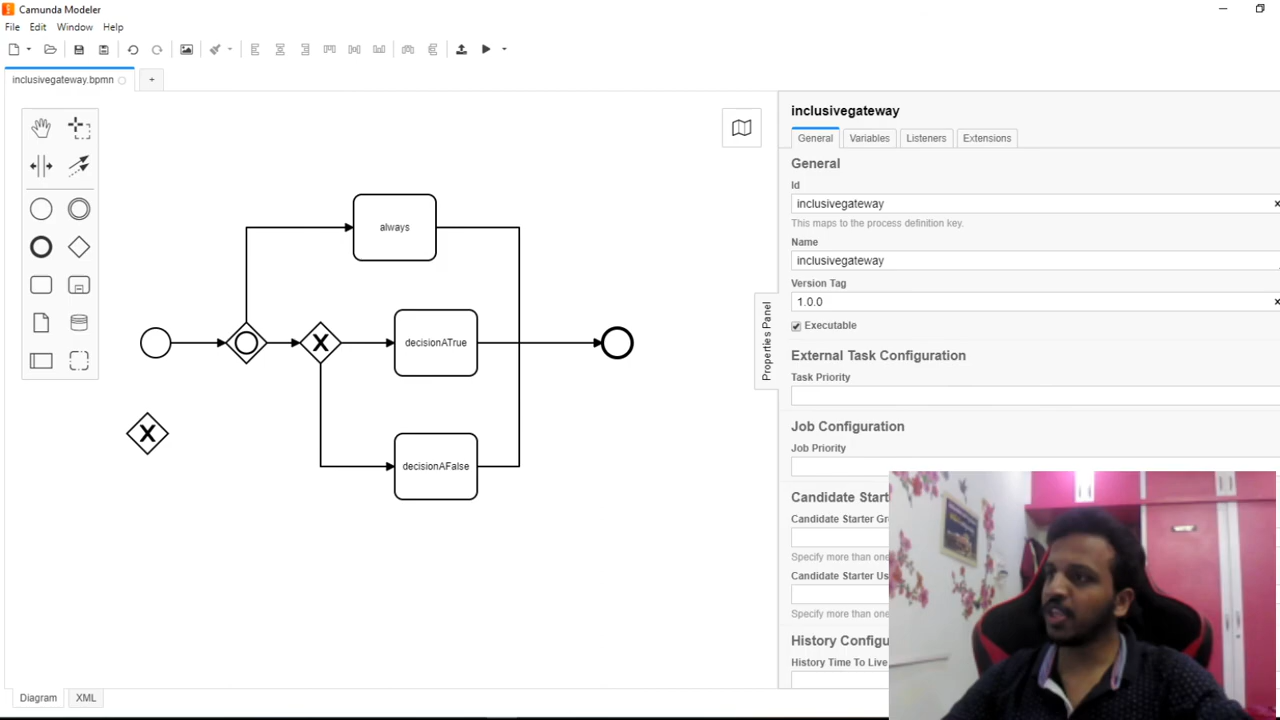 Camunda Modeler
File Edit Window Help
inclusivegateway.bpmn
+
always
decisionATrue
decisionAFalse
Properties Panel
inclusivegateway
General Variables Listeners Extensions
General
Id
inclusivegateway
This maps to the process definition key.
Name
inclusivegateway
Version Tag
1.0.0
Executable
External Task Configuration
Task Priority
Job Configuration
Job Priority
Candidate Start
Candidate Starter Gr
Specify more than one
Candidate Starter Us
Specify more than one
History Configu
History Time To Live
Diagram XML